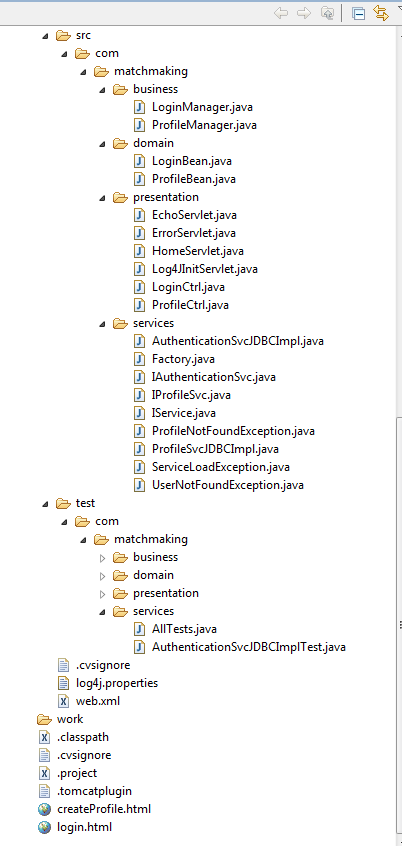 src
com
matchmaking
business
LoginManager.java
ProfileManager.java
domain
LoginBean.java
ProfileBean.java
presentation
EchoServlet.java
ErrorServlet.java
HomeServlet.java
Log4JInitServlet.java
LoginCtrl.java
ProfileCtrl.java
services
AuthenticationSvcJDBCImpl.java
Factory.java
IAuthenticationSvc.java
IProfileSvc.java
IService.java
ProfileNotFoundException.java
ProfileSvcJDBCImpl.java
ServiceLoadException.java
UserNotFoundException.java
test
com
matchmaking
business
domain
presentation
services
AllTests.java
AuthenticationSvcJDBCImplTest.java
.cvsignore
log4j.properties
web.xml
work
.classpath
.cvsignore
.project
.tomcatplugin
createProfile.html
login.html